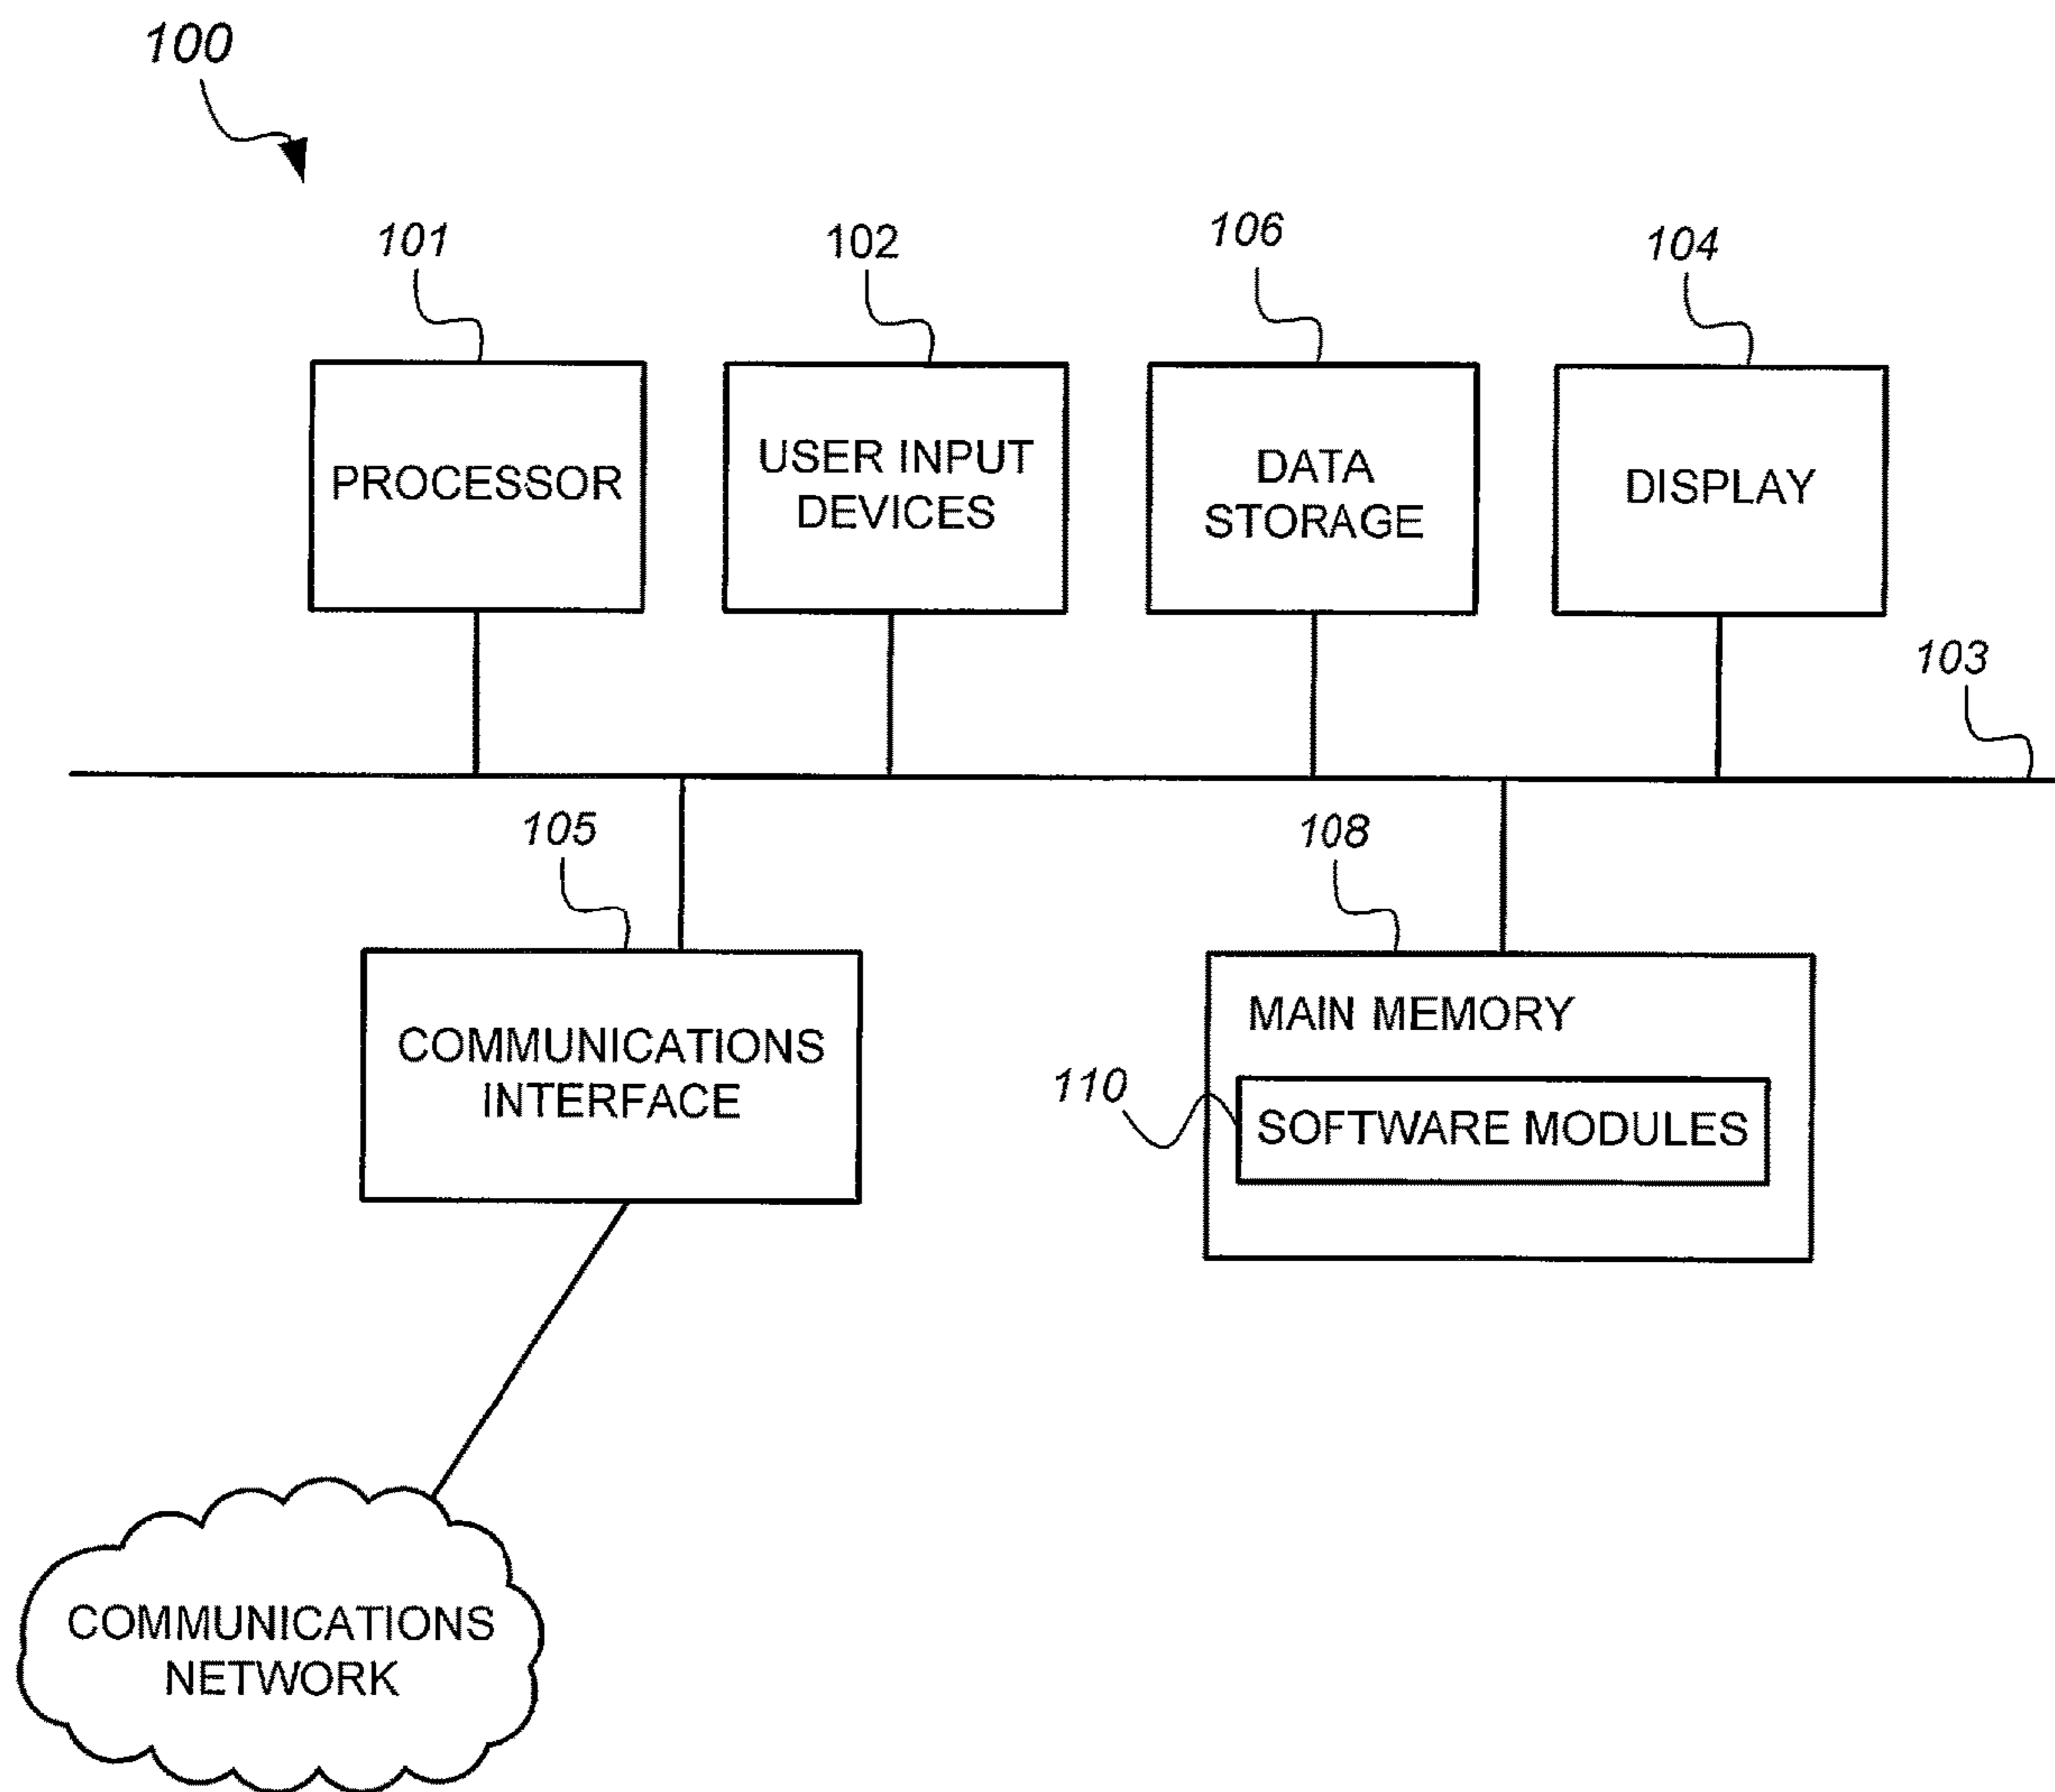 100
101
102
106
104
PROCESSOR
USER INPUT
DEVICES
DATA
STORAGE
DISPLAY
103
105
108
COMMUNICATIONS
INTERFACE
MAIN MEMORY
110
SOFTWARE MODULES
COMMUNICATIONS
NETWORK